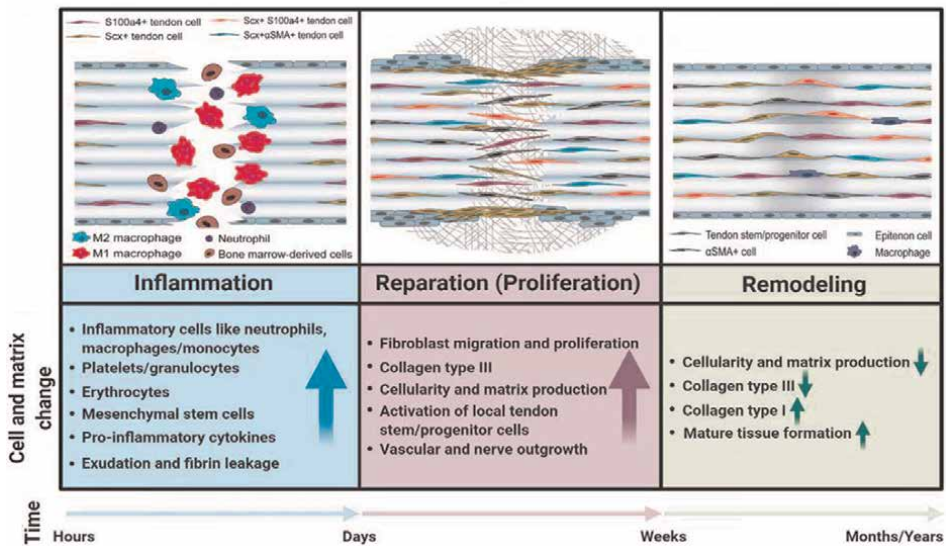 S100a4+ tendon cell
Scx+ S100a4+ tendon cell
Scx+ tendon cell
Scx+αSMA+ tendon cell
M2 macrophage
Neutrophil
M1 macrophage
Bone marrow-derived cells
Tendon stem/progenitor cell
Epitenon cell
αSMA+ cell
Macrophage
Inflammation
Reparation (Proliferation)
Remodeling
Cell and matrix
change
• Inflammatory cells like neutrophils,
macrophages/monocytes
• Platelets/granulocytes
• Erythrocytes
• Mesenchymal stem cells
• Pro-inflammatory cytokines
• Exudation and fibrin leakage
• Fibroblast migration and proliferation
• Collagen type III
• Cellularity and matrix production
• Activation of local tendon
stem/progenitor cells
• Vascular and nerve outgrowth
• Cellularity and matrix production
• Collagen type III
• Collagen type I
• Mature tissue formation
Time
Hours
Days
Weeks
Months/Years